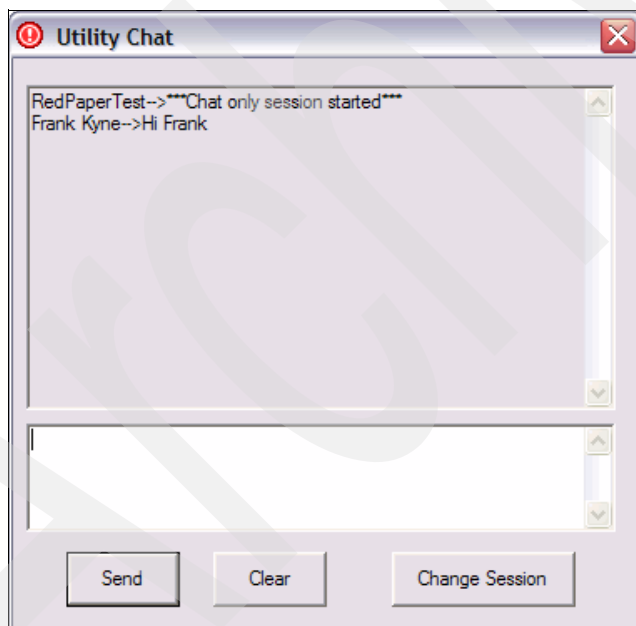 Utility Chat
RedPaperTest-->***Chat only session started***
Frank Kyne-->Hi Frank
Send
Clear
Change Session